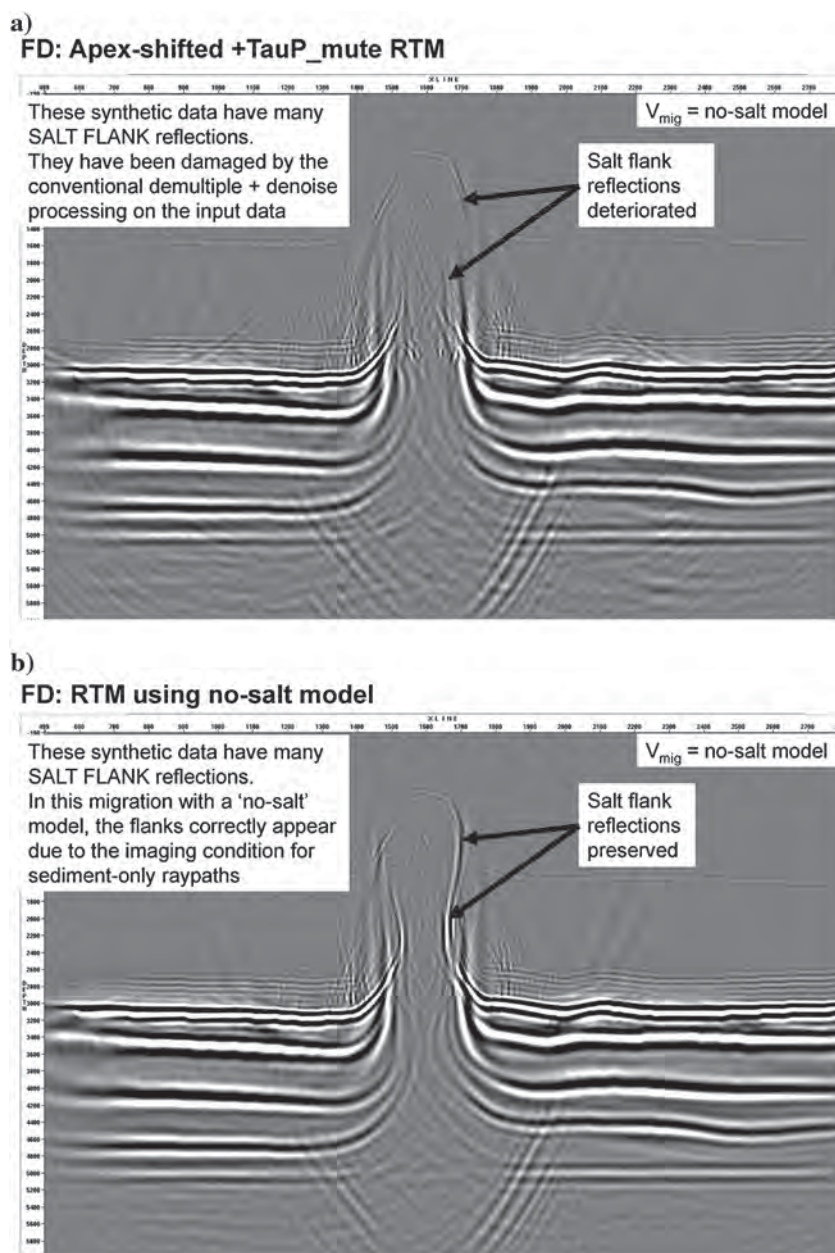 a)
FD: Apex-shifted +TauP_mute RTM
XLINE
These synthetic data have many
SALT FLANK reflections.
They have been damaged by the
conventional demultiple + denoise
processing on the input data
Vmig = no-salt model
Salt flank
reflections
deteriorated
b)
FD: RTM using no-salt model
XLINE
These synthetic data have many
SALT FLANK reflections.
In this migration with a ‘no-salt’
model, the flanks correctly appear
due to the imaging condition for
sediment-only raypaths
Vmig = no-salt model
Salt flank
reflections
preserved